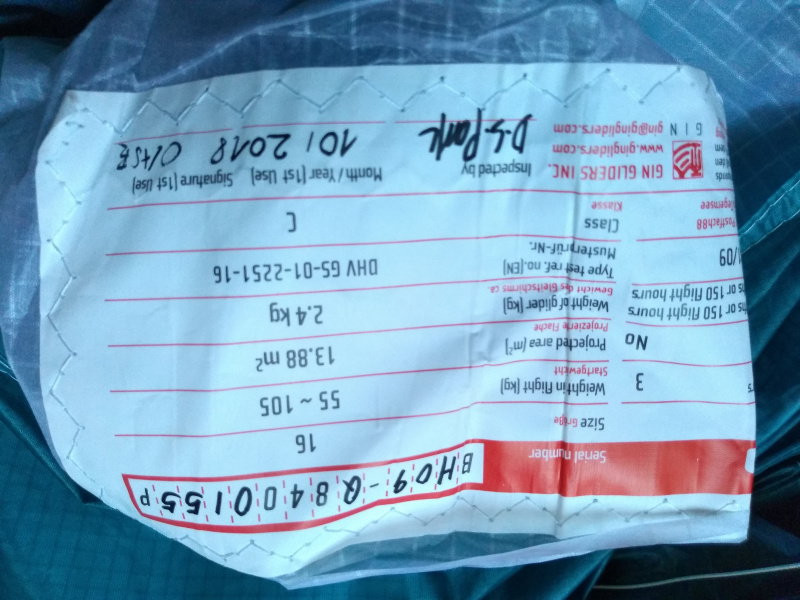 Serial number BH09-Q840O155P
Size Größe 16
Weight in flight [kg] 55 ~ 105
Startgewicht
3
Projected area [m²] 13.88 m²
Projezierte Fläche
No
Weight of glider [kg] 2.4 kg
Gewicht des Gleitschirms ca.
or 150 flight hours
or 150 flight hours
Type test ref. no.[EN] DHV GS-01-2251-16
Musterprüf-Nr.
/09
Class C
Klasse
Postfach88
GIN GLIDERS INC.
www.gingliders.com
gin@gingliders.com
GIN
Inspected by D-S-Park
Month / Year [1st Use] 10 / 2018
Signature [1st Use]